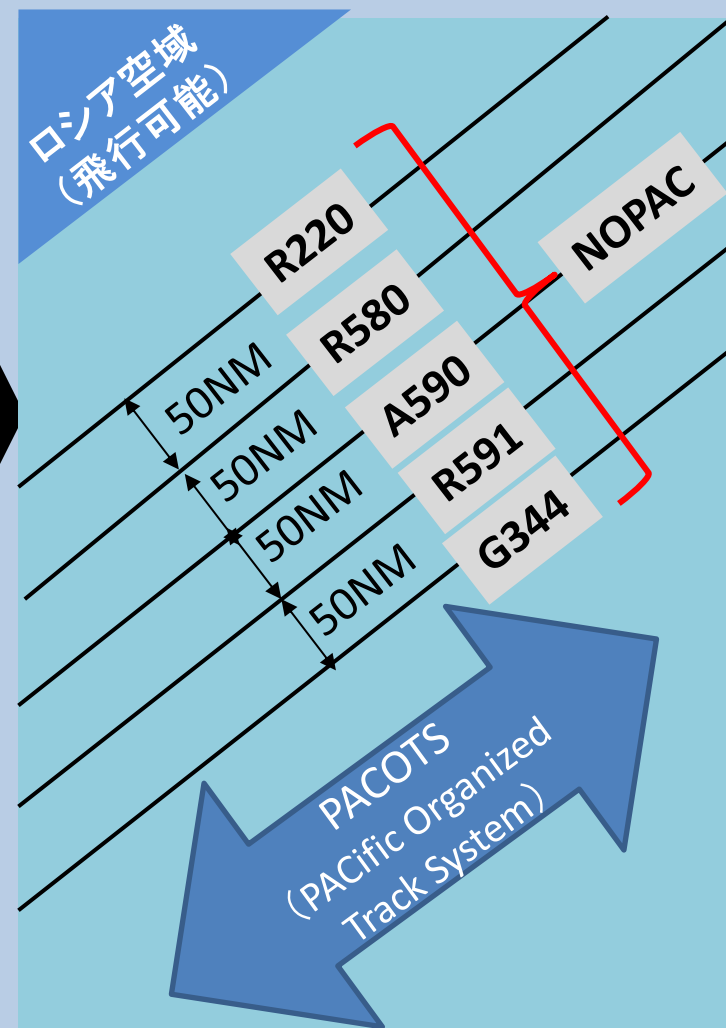 ロシア空域
（飛行可能）
R220
NOPAC
R580
A590
R591
G344
50NM
50NM
50NM
50NM
PACOTS
（PACific Organized
Track System）